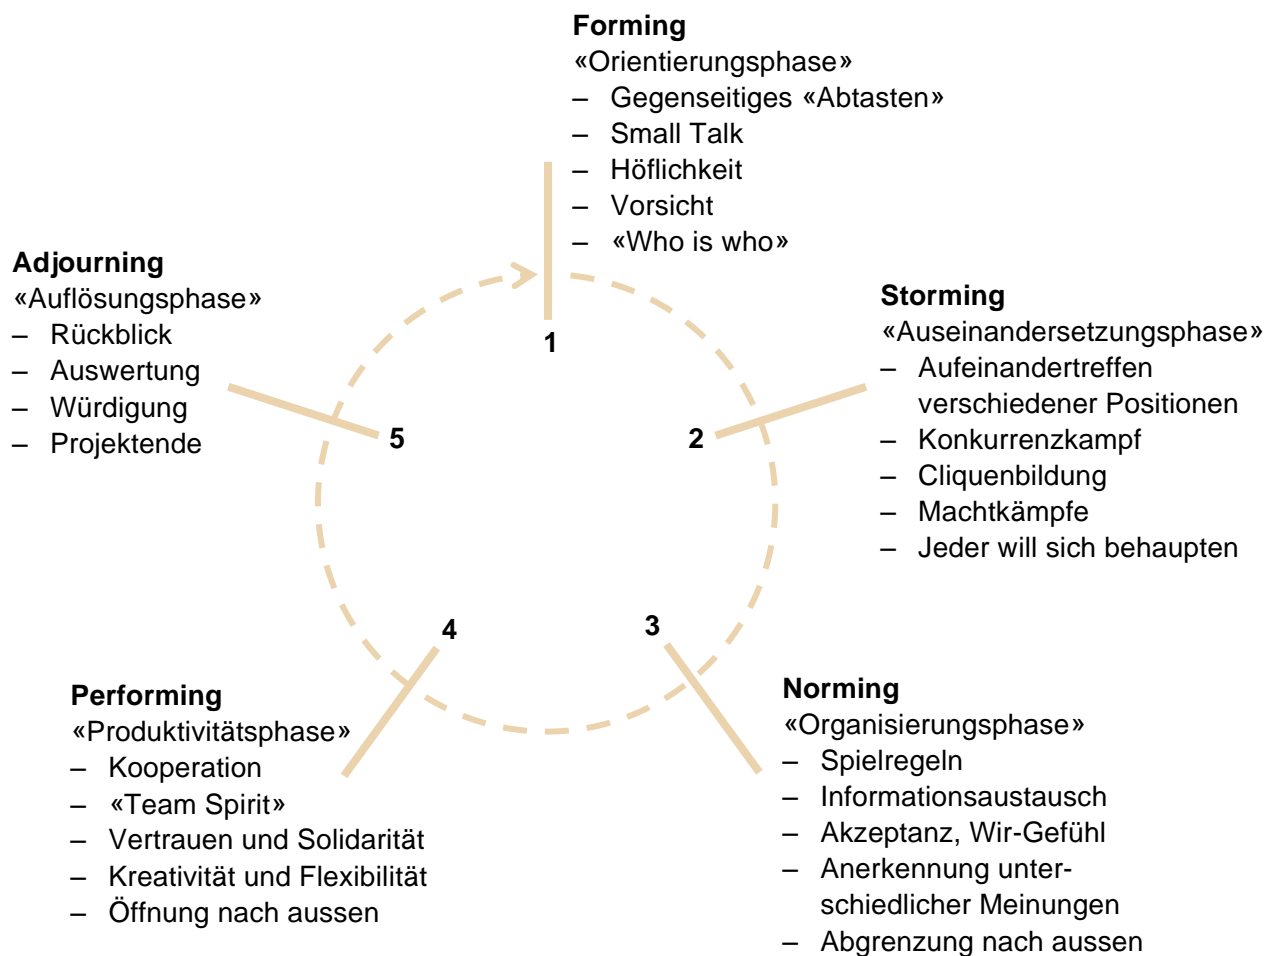 Forming
«Orientierungsphase»
– Gegenseitiges «Abtasten»
– Small Talk
– Höflichkeit
– Vorsicht
– «Who is who»
1
Storming
«Auseinandersetzungsphase»
– Aufeinandertreffen
verschiedener Positionen
– Konkurrenzkampf
– Cliquenbildung
– Machtkämpfe
– Jeder will sich behaupten
2
Norming
«Organisierungsphase»
– Spielregeln
– Informationsaustausch
– Akzeptanz, Wir-Gefühl
– Anerkennung unter-
schiedlicher Meinungen
– Abgrenzung nach aussen
3
Performing
«Produktivitätsphase»
– Kooperation
– «Team Spirit»
– Vertrauen und Solidarität
– Kreativität und Flexibilität
– Öffnung nach aussen
4
Adjourning
«Auflösungsphase»
– Rückblick
– Auswertung
– Würdigung
– Projektende
5